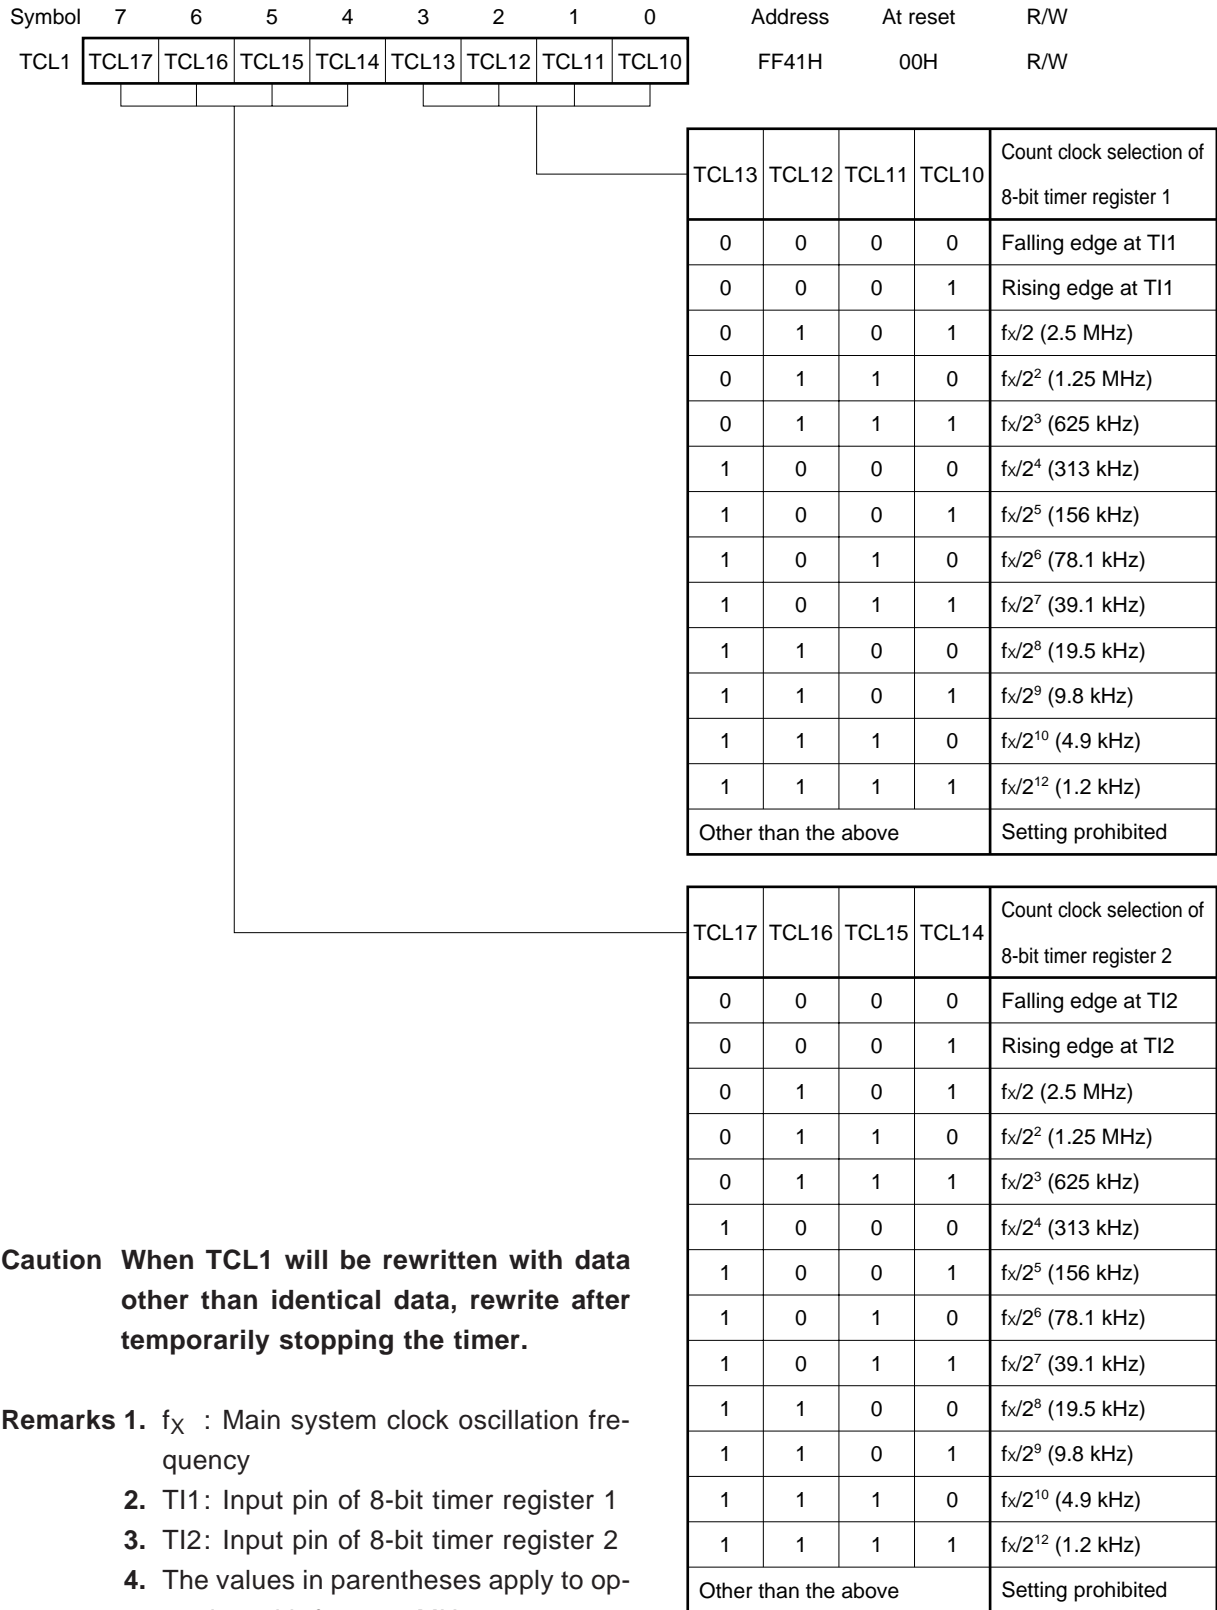 Symbol 7 6 5 4 3 2 1 0 Address At reset R/W
TCL1 TCL17 TCL16 TCL15 TCL14 TCL13 TCL12 TCL11 TCL10 FF41H 00H R/W
TCL13 TCL12 TCL11 TCL10 Count clock selection of
8-bit timer register 1
0 0 0 0 Falling edge at TI1
0 0 0 1 Rising edge at TI1
0 1 0 1 fx/2 (2.5 MHz)
0 1 1 0 fx/2² (1.25 MHz)
0 1 1 1 fx/2³ (625 kHz)
1 0 0 0 fx/2⁴ (313 kHz)
1 0 0 1 fx/2⁵ (156 kHz)
1 0 1 0 fx/2⁶ (78.1 kHz)
1 0 1 1 fx/2⁷ (39.1 kHz)
1 1 0 0 fx/2⁸ (19.5 kHz)
1 1 0 1 fx/2⁹ (9.8 kHz)
1 1 1 0 fx/2¹⁰ (4.9 kHz)
1 1 1 1 fx/2¹² (1.2 kHz)
Other than the above Setting prohibited
TCL17 TCL16 TCL15 TCL14 Count clock selection of
8-bit timer register 2
0 0 0 0 Falling edge at TI2
0 0 0 1 Rising edge at TI2
0 1 0 1 fx/2 (2.5 MHz)
0 1 1 0 fx/2² (1.25 MHz)
0 1 1 1 fx/2³ (625 kHz)
1 0 0 0 fx/2⁴ (313 kHz)
1 0 0 1 fx/2⁵ (156 kHz)
1 0 1 0 fx/2⁶ (78.1 kHz)
1 0 1 1 fx/2⁷ (39.1 kHz)
1 1 0 0 fx/2⁸ (19.5 kHz)
1 1 0 1 fx/2⁹ (9.8 kHz)
1 1 1 0 fx/2¹⁰ (4.9 kHz)
1 1 1 1 fx/2¹² (1.2 kHz)
Other than the above Setting prohibited
Caution When TCL1 will be rewritten with data
other than identical data, rewrite after
temporarily stopping the timer.
Remarks 1. fX : Main system clock oscillation fre-
quency
2. TI1: Input pin of 8-bit timer register 1
3. TI2: Input pin of 8-bit timer register 2
4. The values in parentheses apply to op-